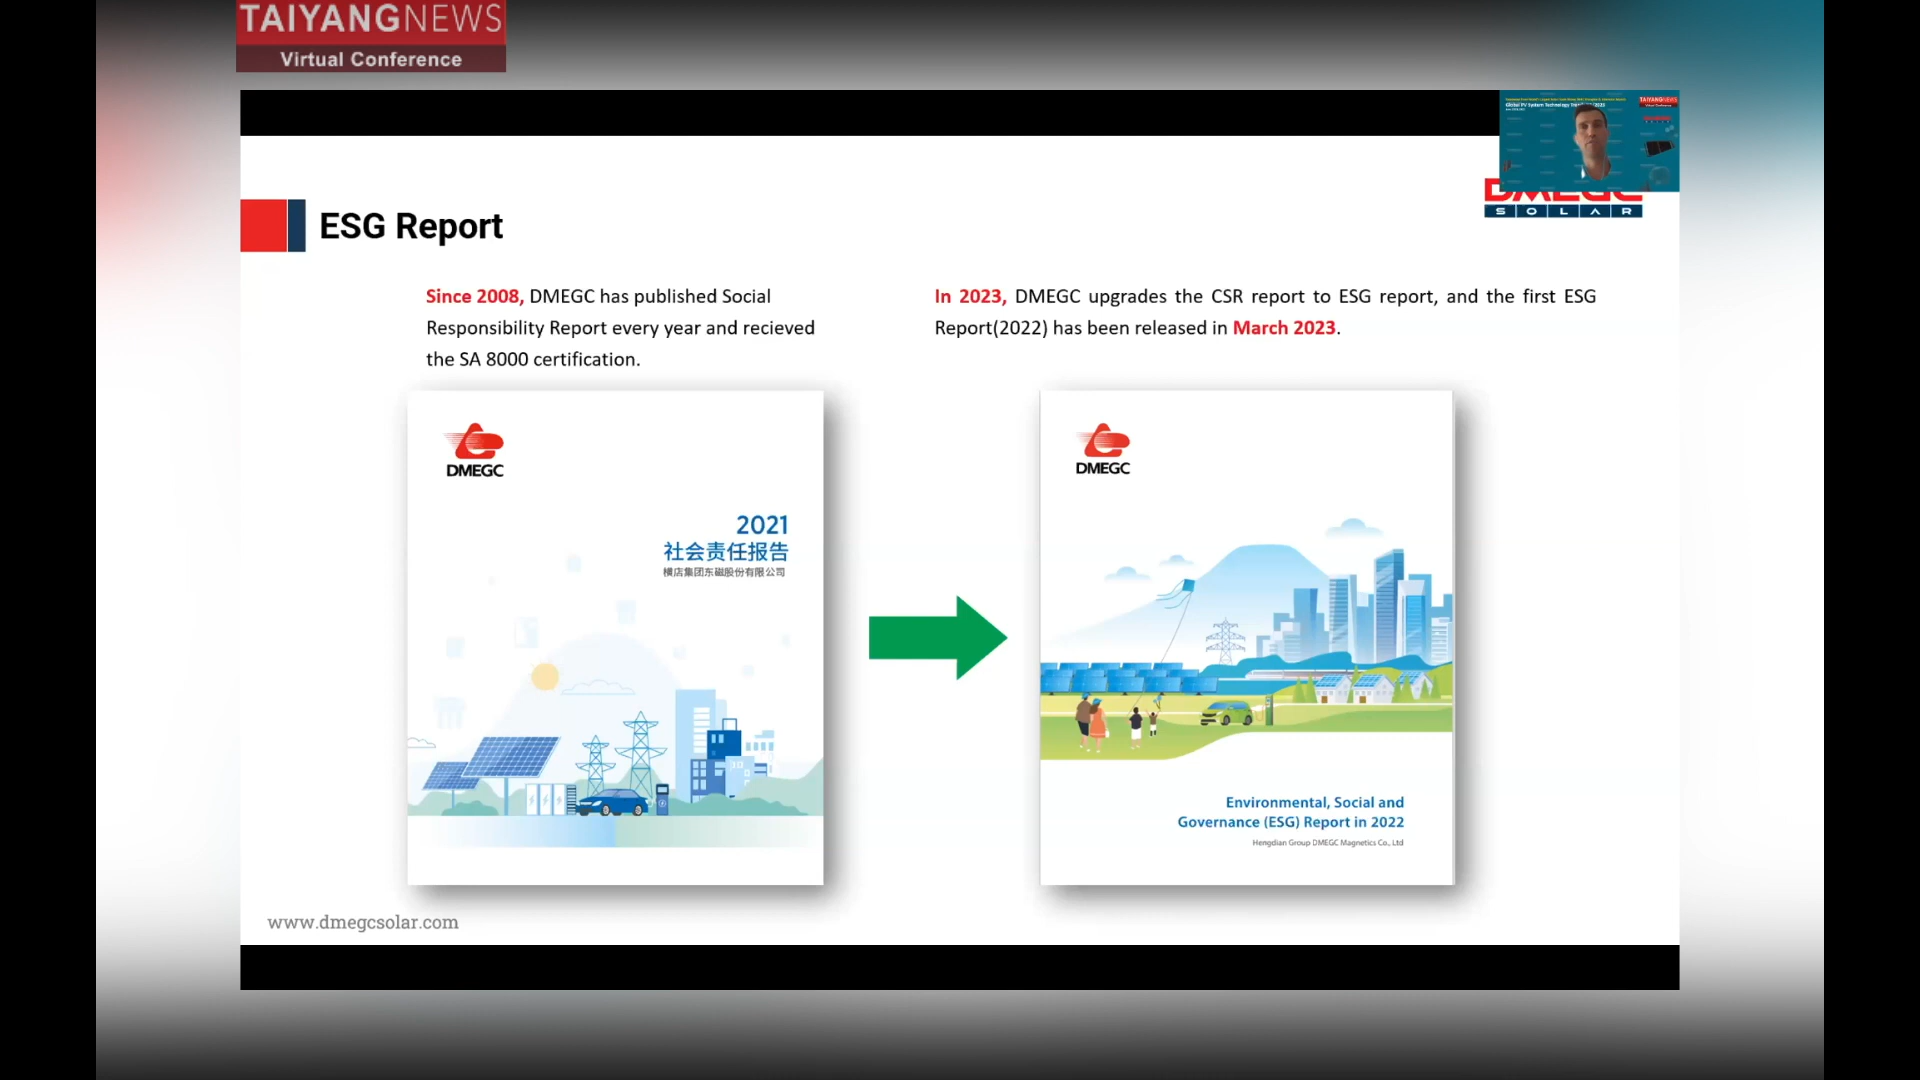 TAIYANGNEWS
Virtual Conference
TAIYANGNEWS
ESG Report
SOLAR
Since 2008, DMEGC has published Social
Responsibility Report every year and recieved
the SA 8000 certification.
In 2023, DMEGC upgrades the CSR report to ESG report, and the first ESG
Report(2022) has been released in March 2023.
DMEGC
2021
社会责任报告
横店集团东磁股份有限公司
DMEGC
Environmental, Social and
Governance (ESG) Report in 2022
Hengdian Group DMEGC Magnetics Co., Ltd
www.dmegcsolar.com